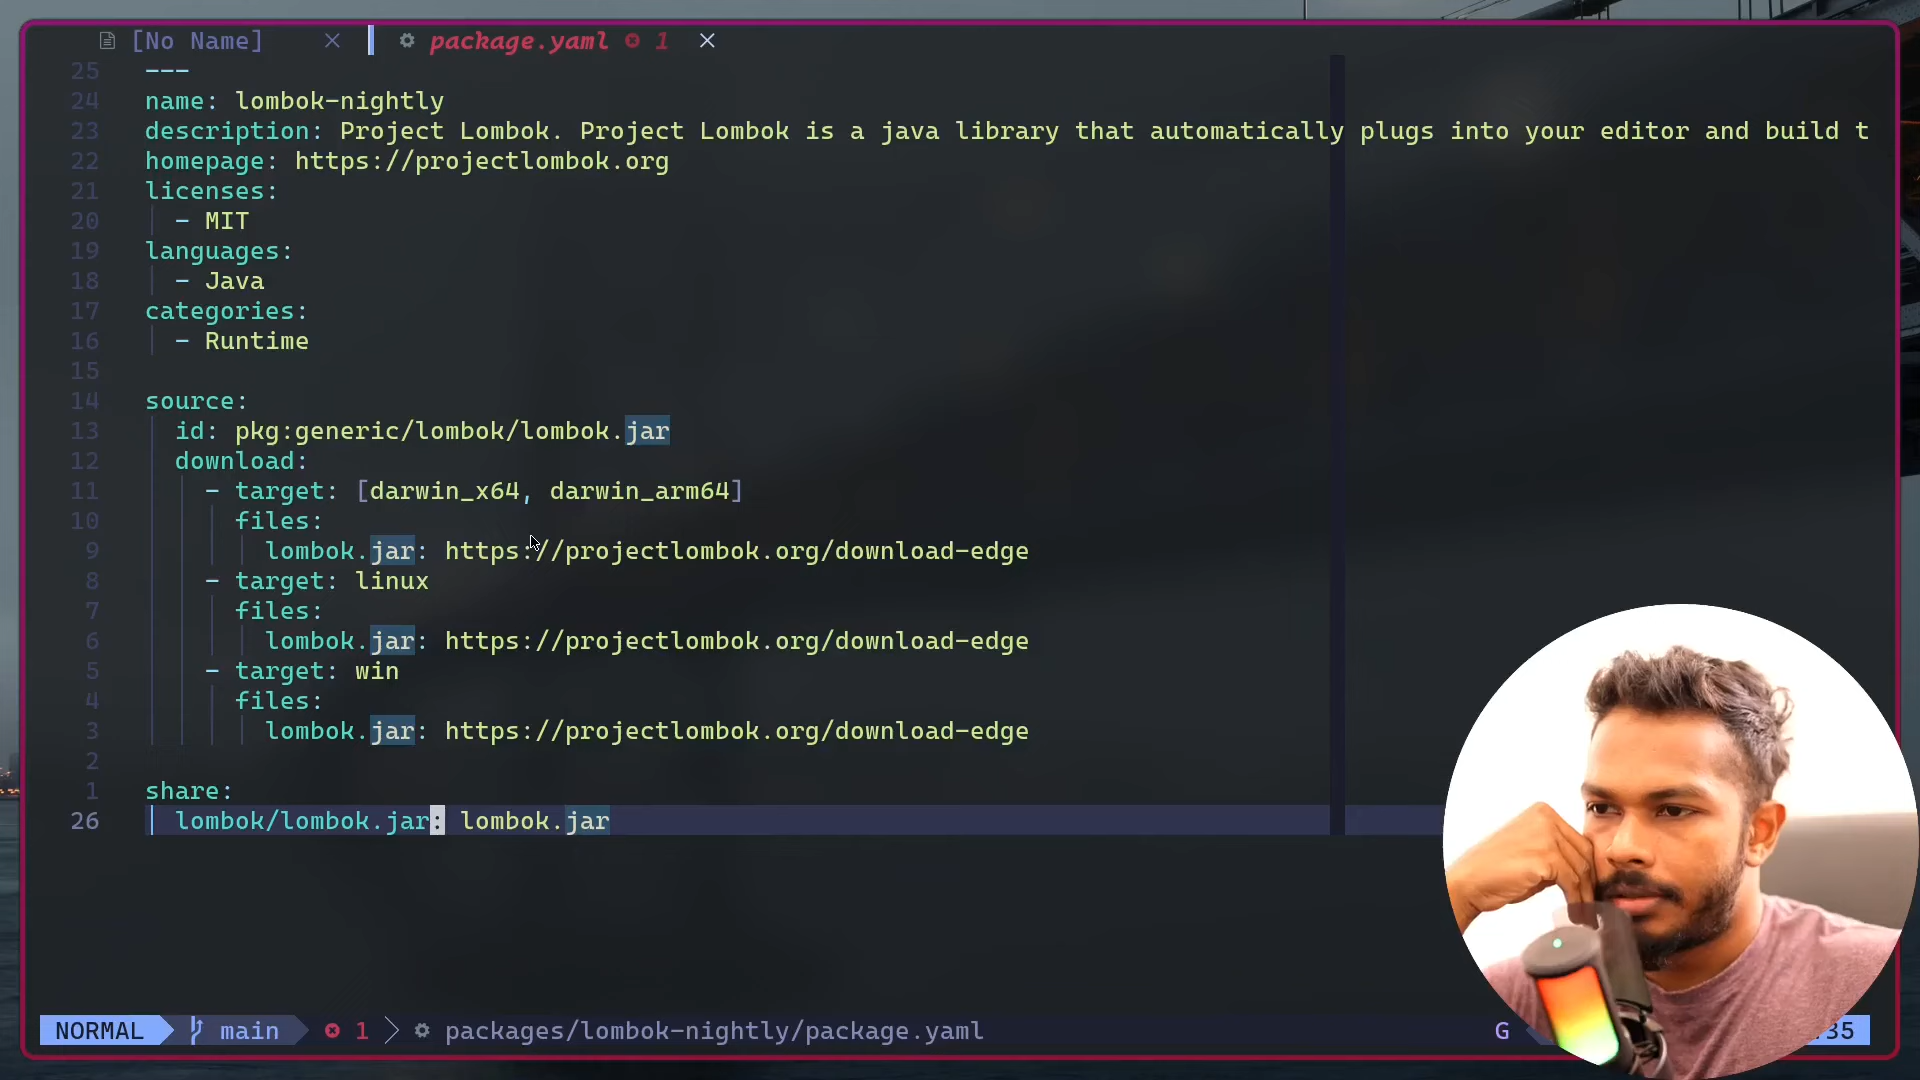 [No Name] package.yaml 1
25 ---
24 name: lombok-nightly
23 description: Project Lombok. Project Lombok is a java library that automatically plugs into your editor and build t
22 homepage: https://projectlombok.org
21 licenses:
20 - MIT
19 languages:
18 - Java
17 categories:
16 - Runtime
15
14 source:
13 id: pkg:generic/lombok/lombok.jar
12 download:
11 - target: [darwin_x64, darwin_arm64]
10 files:
9 lombok.jar: https://projectlombok.org/download-edge
8 - target: linux
7 files:
6 lombok.jar: https://projectlombok.org/download-edge
5 - target: win
4 files:
3 lombok.jar: https://projectlombok.org/download-edge
2
1 share:
26 lombok/lombok.jar: lombok.jar
NORMAL main 1 packages/lombok-nightly/package.yaml G 35